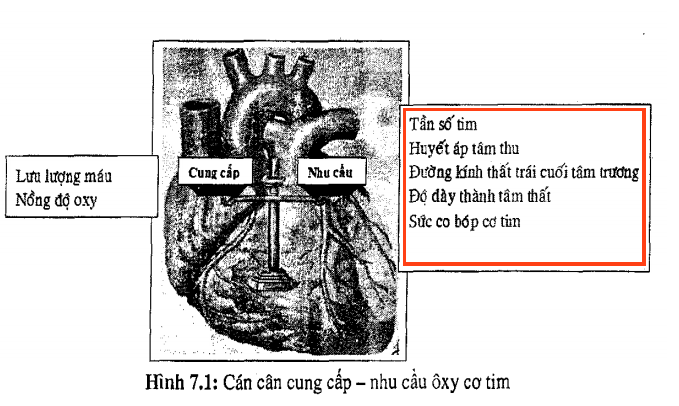 Lưu lượng máu
Nồng độ oxy
Cung cấp
Nhu cầu
Tần số tim
Huyết áp tâm thu
Đường kính thất trái cuối tâm trương
Độ dày thành tâm thất
Sức co bóp cơ tim
Hình 7.1: Cán cân cung cấp – nhu cầu ôxy cơ tim